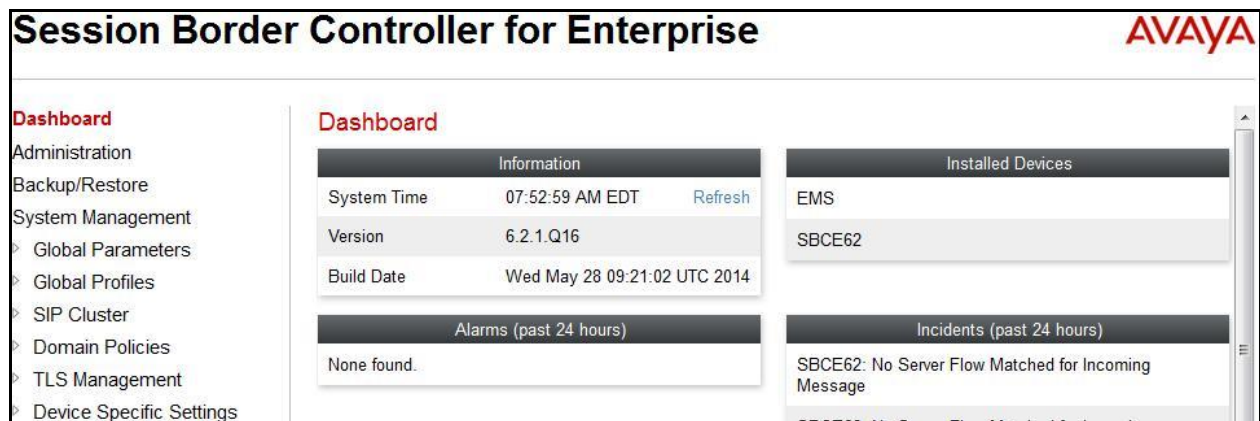 Session Border Controller for Enterprise
AVAYA
Dashboard
Administration
Backup/Restore
System Management
Global Parameters
Global Profiles
SIP Cluster
Domain Policies
TLS Management
Device Specific Settings
Dashboard
Information
System Time 07:52:59 AM EDT Refresh
Version 6.2.1.Q16
Build Date Wed May 28 09:21:02 UTC 2014
Installed Devices
EMS
SBCE62
Alarms (past 24 hours)
None found.
Incidents (past 24 hours)
SBCE62: No Server Flow Matched for Incoming
Message